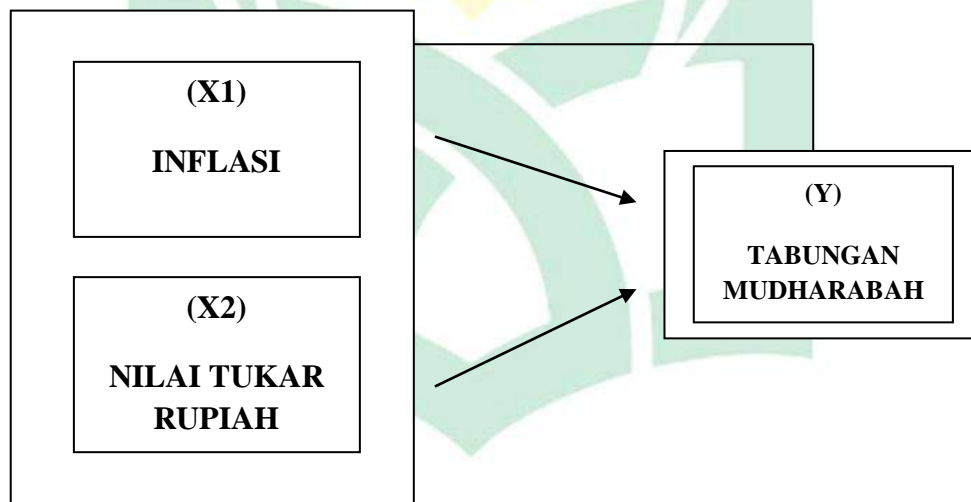 (X1)
INFLASI
(X2)
NILAI TUKAR
RUPIAH
(Y)
TABUNGAN
MUDHARABAH